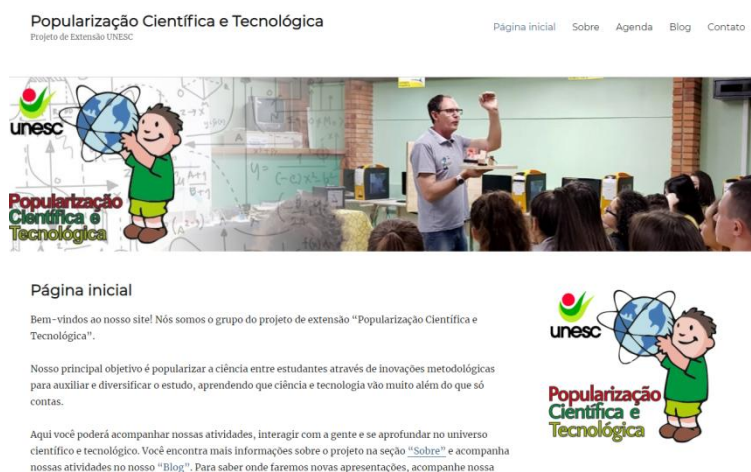 Popularização Científica e Tecnológica
Projeto de Extensão UNESC
Página inicial Sobre Agenda Blog Contato
unesc
Popularização
Científica e
Tecnológica
Página inicial
Bem-vindos ao nosso site! Nós somos o grupo do projeto de extensão “Popularização Científica e
Tecnológica”.
Nosso principal objetivo é popularizar a ciência entre estudantes através de inovações metodológicas
para auxiliar e diversificar o estudo, aprendendo que ciência e tecnologia vão muito além do que só
contas.
Aqui você poderá acompanhar nossas atividades, interagir com a gente e se aprofundar no universo
científico e tecnológico. Você encontra mais informações sobre o projeto na seção “Sobre” e acompanha
nossas atividades no nosso “Blog”. Para saber onde faremos novas apresentações, acompanhe nossa
unesc
Popularização
Científica e
Tecnológica